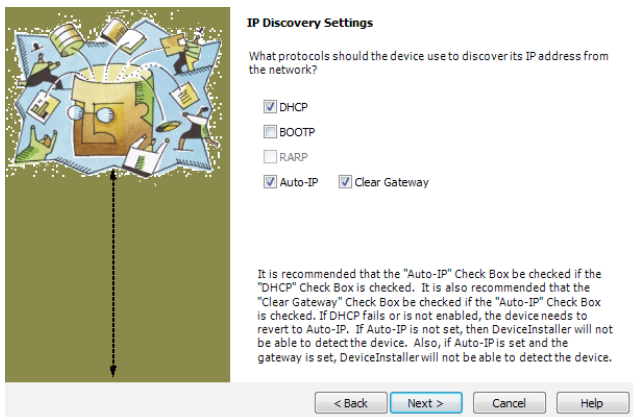 IP Discovery Settings
What protocols should the device use to discover its IP address from
the network?
DHCP
BOOTP
RARP
Auto-IP Clear Gateway
It is recommended that the "Auto-IP" Check Box be checked if the
"DHCP" Check Box is checked. It is also recommended that the
"Clear Gateway" Check Box be checked if the "Auto-IP" Check Box
is checked. If DHCP fails or is not enabled, the device needs to
revert to Auto-IP. If Auto-IP is not set, then DeviceInstaller will not
be able to detect the device. Also, if Auto-IP is set and the
gateway is set, DeviceInstaller will not be able to detect the device.
< Back Next > Cancel Help